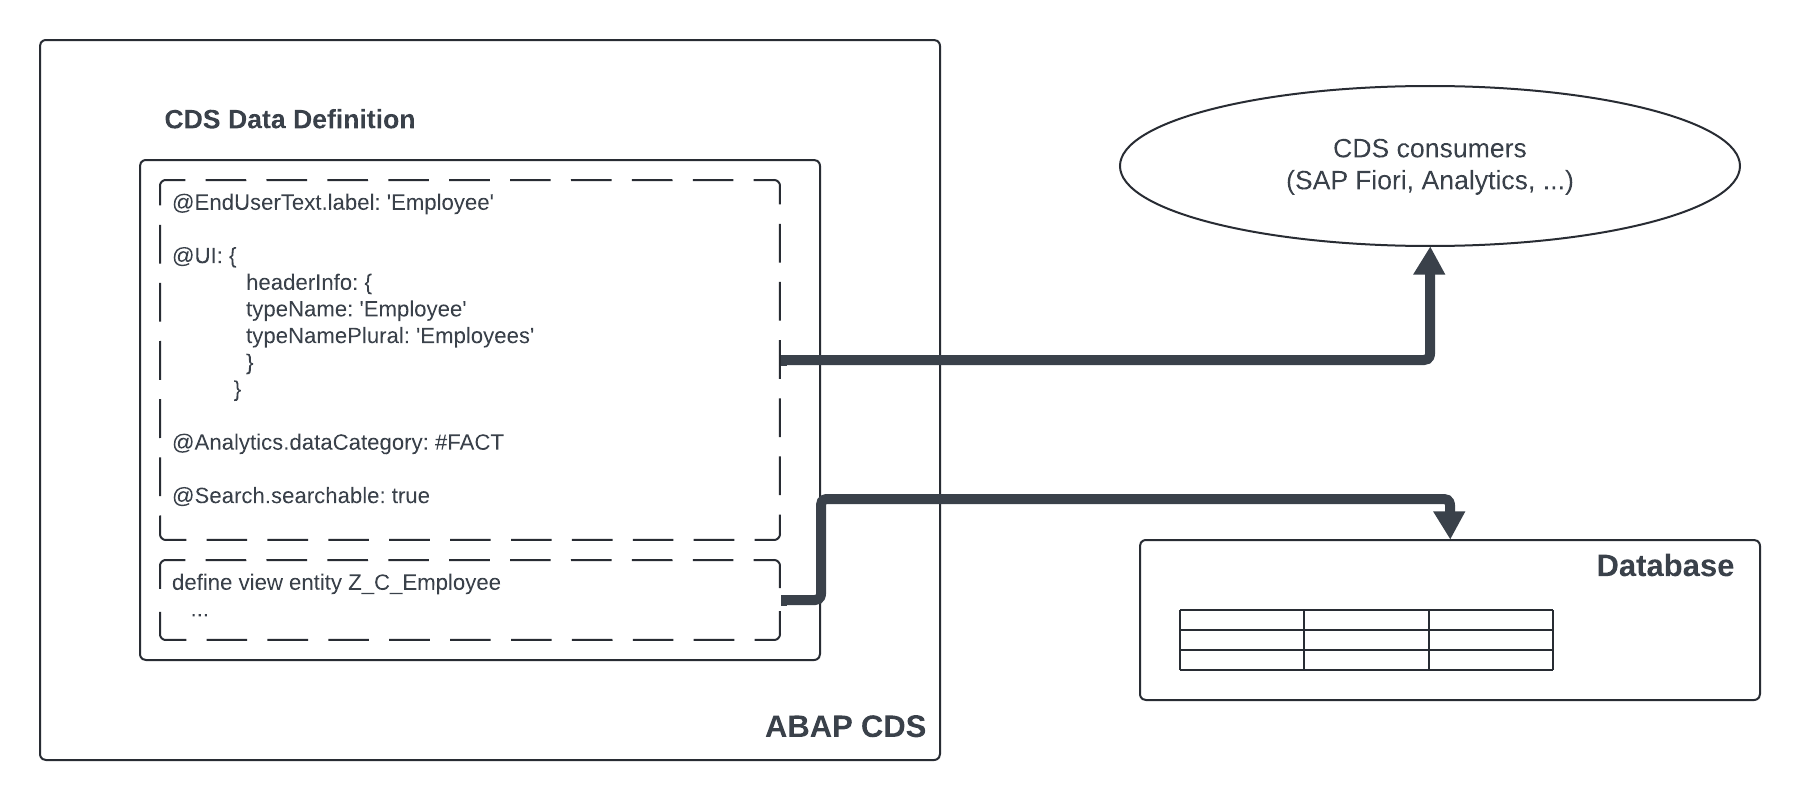 CDS Data Definition
@EndUserText.label: 'Employee'
@UI: {
headerInfo: {
typeName: 'Employee'
typeNamePlural: 'Employees'
}
}
@Analytics.dataCategory: #FACT
@Search.searchable: true
define view entity Z_C_Employee
...
ABAP CDS
CDS consumers
(SAP Fiori, Analytics, ...)
Database